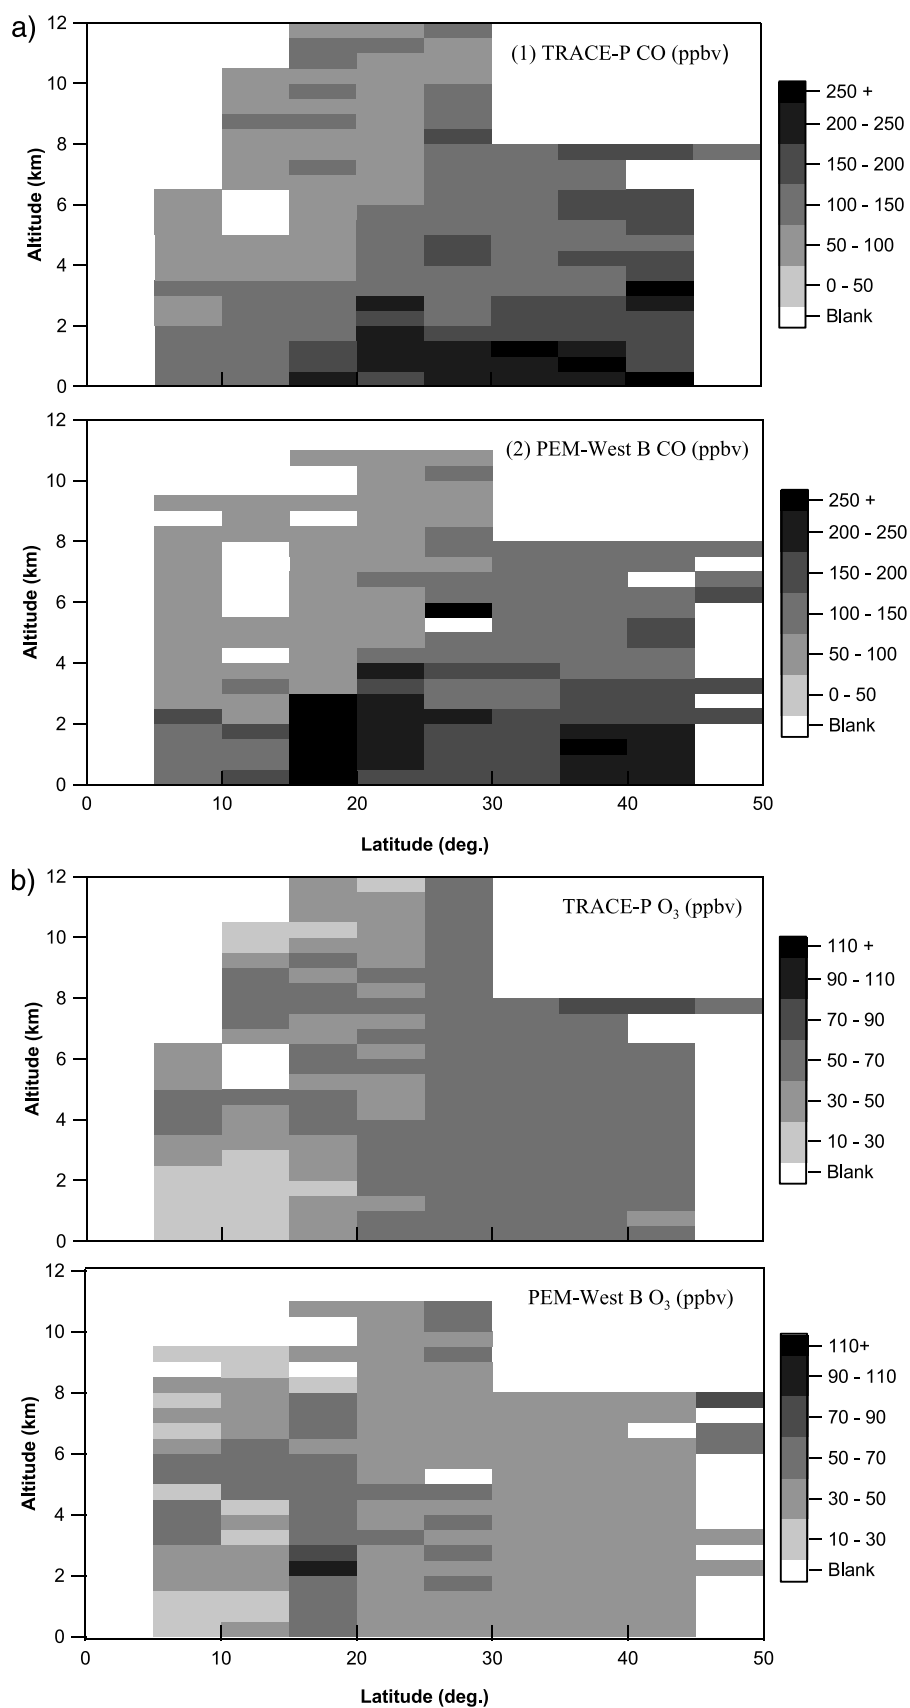 a)
(1) TRACE-P CO (ppbv)
12
10
8
6
4
2
0
Altitude (km)
250 +
200 - 250
150 - 200
100 - 150
50 - 100
0 - 50
Blank
(2) PEM-West B CO (ppbv)
12
10
8
6
4
2
0
Altitude (km)
250 +
200 - 250
150 - 200
100 - 150
50 - 100
0 - 50
Blank
0 10 20 30 40 50
Latitude (deg.)
b)
TRACE-P O3 (ppbv)
12
10
8
6
4
2
0
Altitude (km)
110 +
90 - 110
70 - 90
50 - 70
30 - 50
10 - 30
Blank
PEM-West B O3 (ppbv)
12
10
8
6
4
2
0
Altitude (km)
110+
90 - 110
70 - 90
50 - 70
30 - 50
10 - 30
Blank
0 10 20 30 40 50
Latitude (deg.)